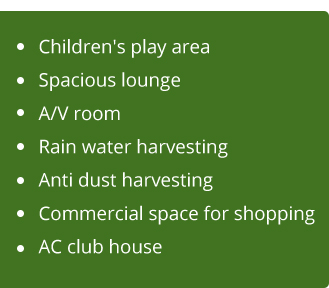 Children's play area
Spacious lounge
A/V room
Rain water harvesting
Anti dust harvesting
Commercial space for shopping
AC club house